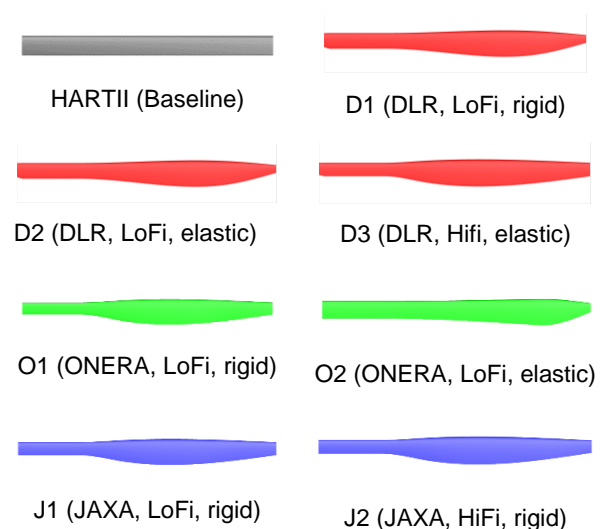 HARTII (Baseline)
D1 (DLR, LoFi, rigid)
D2 (DLR, LoFi, elastic)
D3 (DLR, Hifi, elastic)
O1 (ONERA, LoFi, rigid)
O2 (ONERA, LoFi, elastic)
J1 (JAXA, LoFi, rigid)
J2 (JAXA, HiFi, rigid)